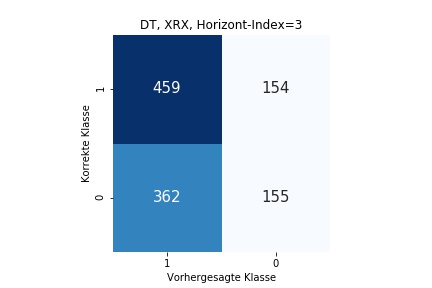 DT, XRX, Horizont-Index=3
459 154
362 155
Korrekte Klasse
1
0
1 0
Vorhergesagte Klasse